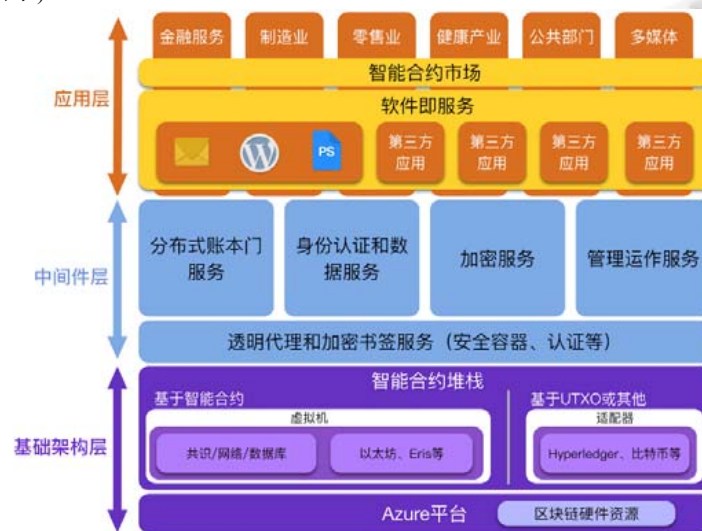 金融服务 制造业 零售业 健康产业 公共部门 多媒体
智能合约市场
应用层
软件即服务
PS
第三方
应用
第三方
应用
第三方
应用
第三方
应用
中间件层
分布式账本门
服务
身份认证和数
据服务
加密服务
管理运作服务
透明代理和加密书签服务（安全容器、认证等）
基础架构层
智能合约堆栈
基于智能合约
虚拟机
共识/网络/数据库
以太坊、Eris等
基于UTXO或其他
适配器
Hyperledger、比特币等
Azure平台
区块链硬件资源